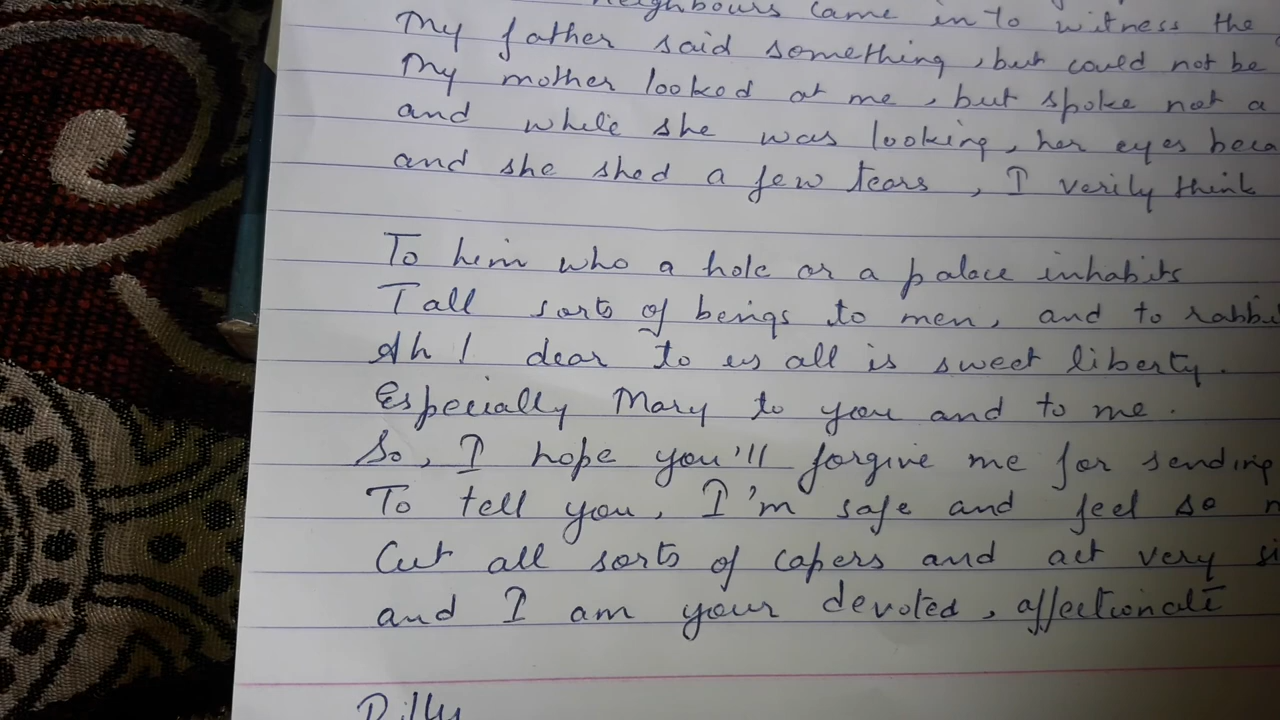 neighbours came in to witness the
My father said something, but could not be
My mother looked at me, but spoke not a
and while she was looking, her eyes beca
and she shed a few tears, I verily think
To him who a hole or a palace inhabits
T all sorts of beings to men, and to rabbi
Ah! dear to us all is sweet liberty.
Especially Mary to you and to me.
So, I hope you'll forgive me for sending
To tell you, I'm safe and feel so
Cut all sorts of capers and act very si
and I am your devoted, affectionate